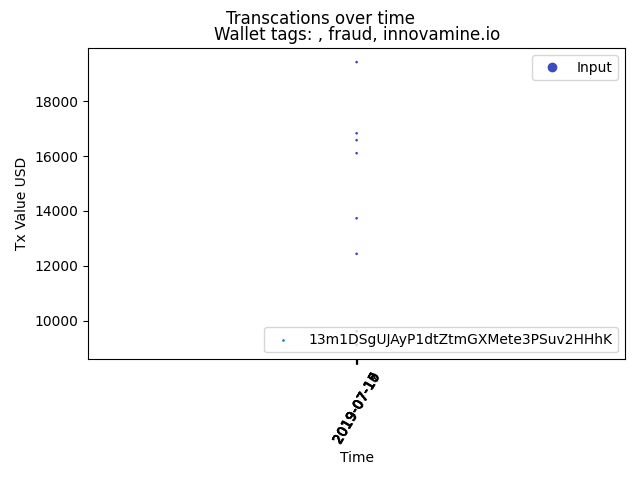 Transcations over time
Wallet tags: , fraud, innovamine.io
Input
18000
16000
14000
12000
10000
Tx Value USD
13m1DSgUJAyP1dtZtmGXMete3PSuv2HHhK
Time